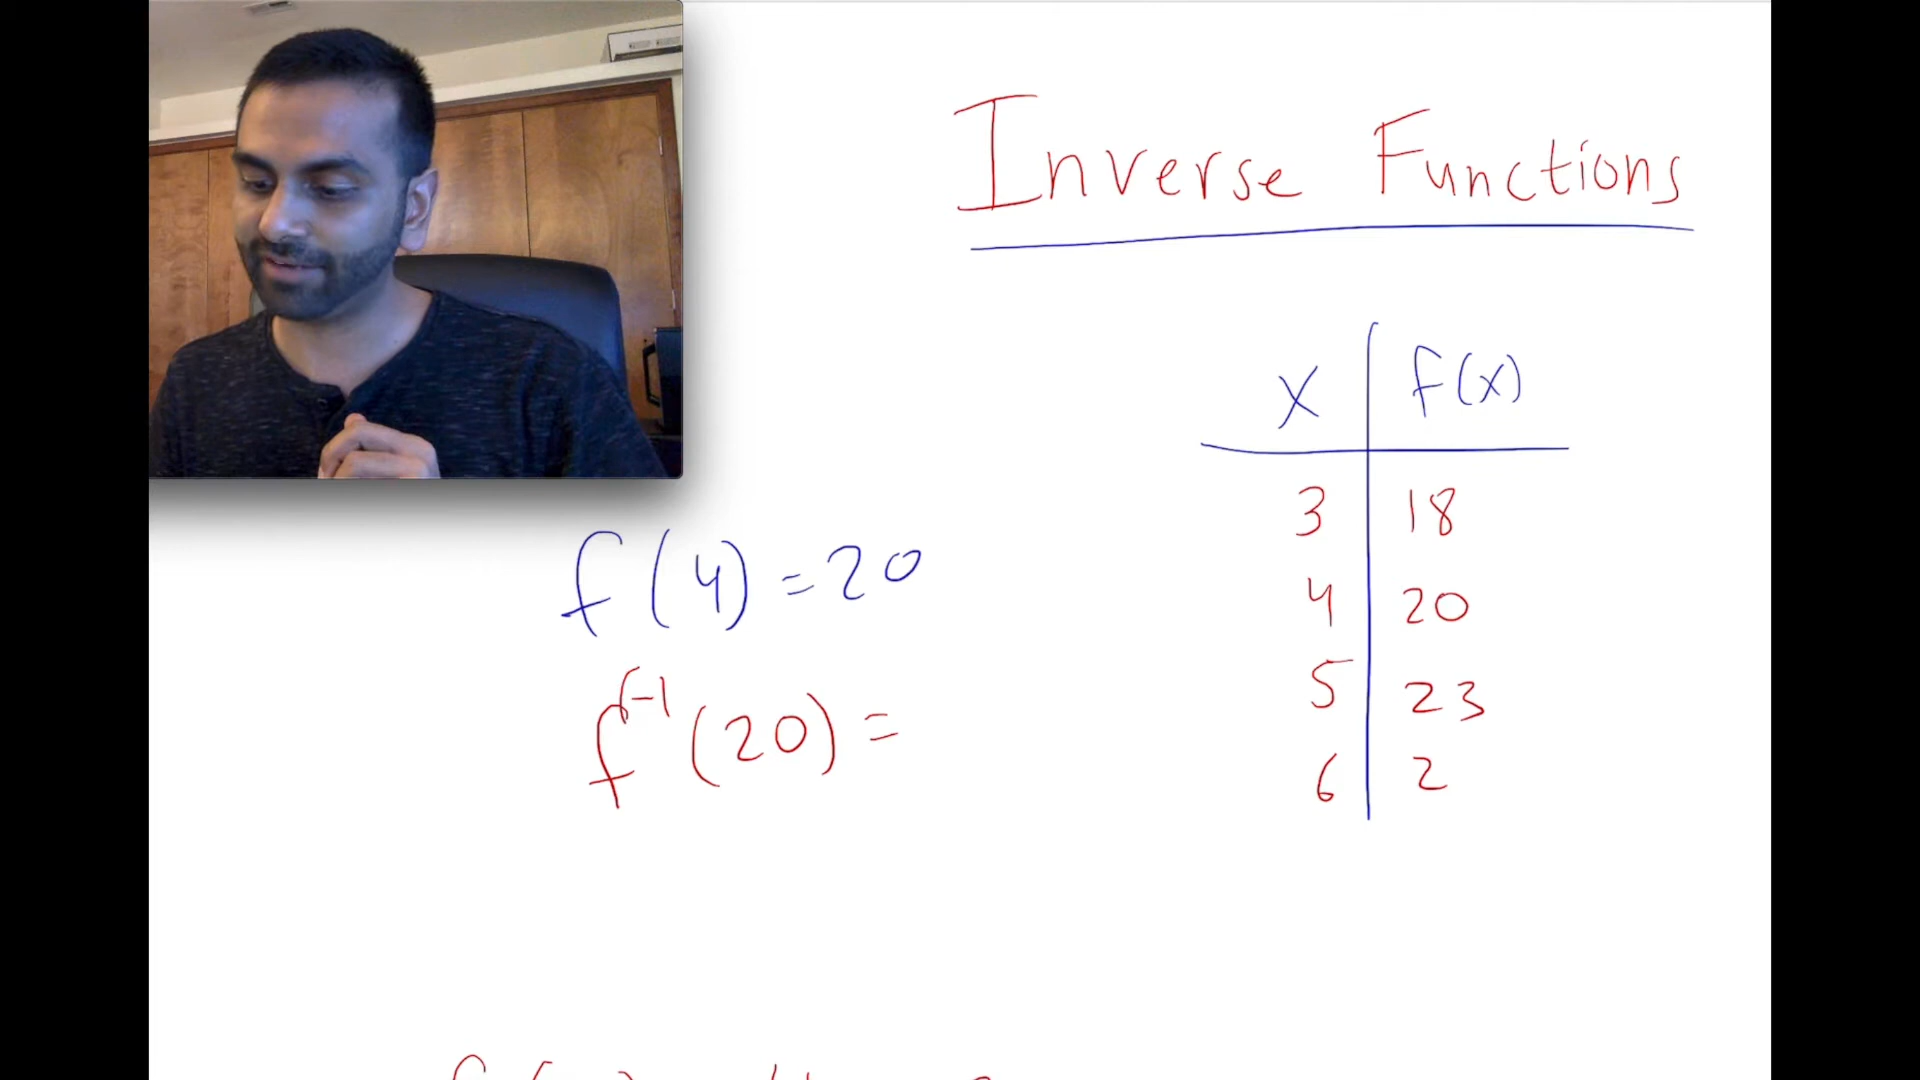 Inverse Functions
x f(x)
3 18
f(4)=20
4 20
5 23
f-1(20)=
6 2